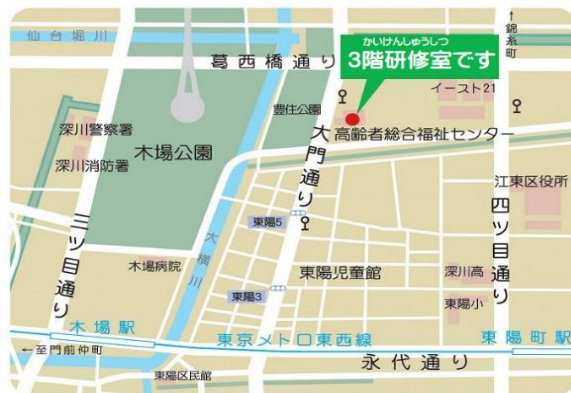 仙台堀川
葛西橋通り
かいけんしゅうしつ
3階研修室です
↑至錦糸町
イースト21
豊住公園
深川警察署
深川消防署
木場公園
大門通り
高齢者総合福祉センター
江東区役所
三ツ目通り
四ツ目通り
東陽5
木場病院
大横川
東陽児童館
深川高
東陽3
東陽小
木場駅
東京メトロ東西線
東陽町駅
←至門前仲町
永代通り
東陽区民館